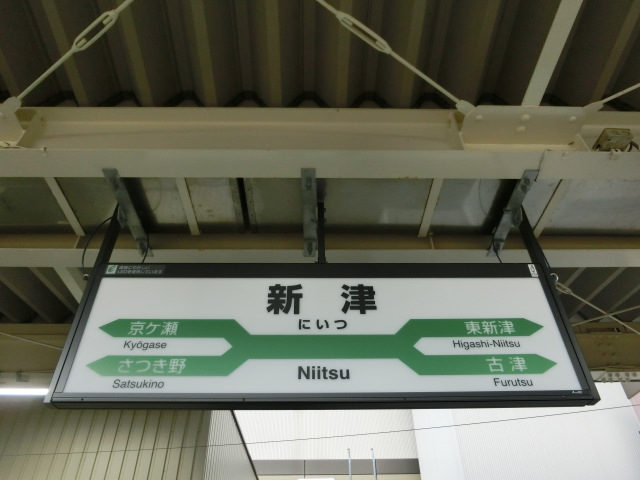 新津
にいつ
京ケ瀬
Kyōgase
さつき野
Satsukino
Niitsu
東新津
Higashi-Niitsu
古津
Furutsu